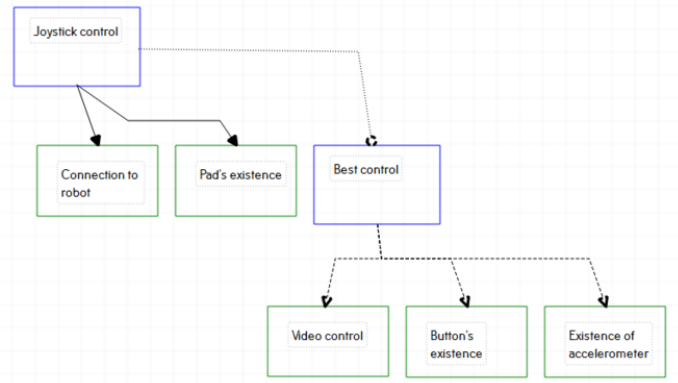 Joystick control
Connection to
robot
Pad's existence
Best control
Video control
Button's
existence
Existence of
accelerometer